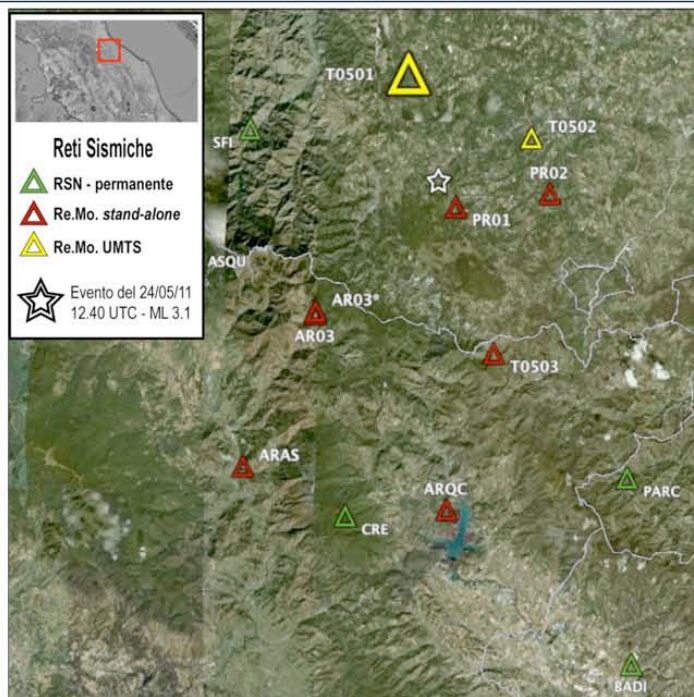 Reti Sismiche
RSN - permanente
Re.Mo. stand-alone
Re.Mo. UMTS
Evento del 24/05/11
12.40 UTC - ML 3.1
T0501
SFI
T0502
PR02
PR01
ASQU
AR03*
AR03
T0503
ARAS
ARQC
CRE
PARC
BADI